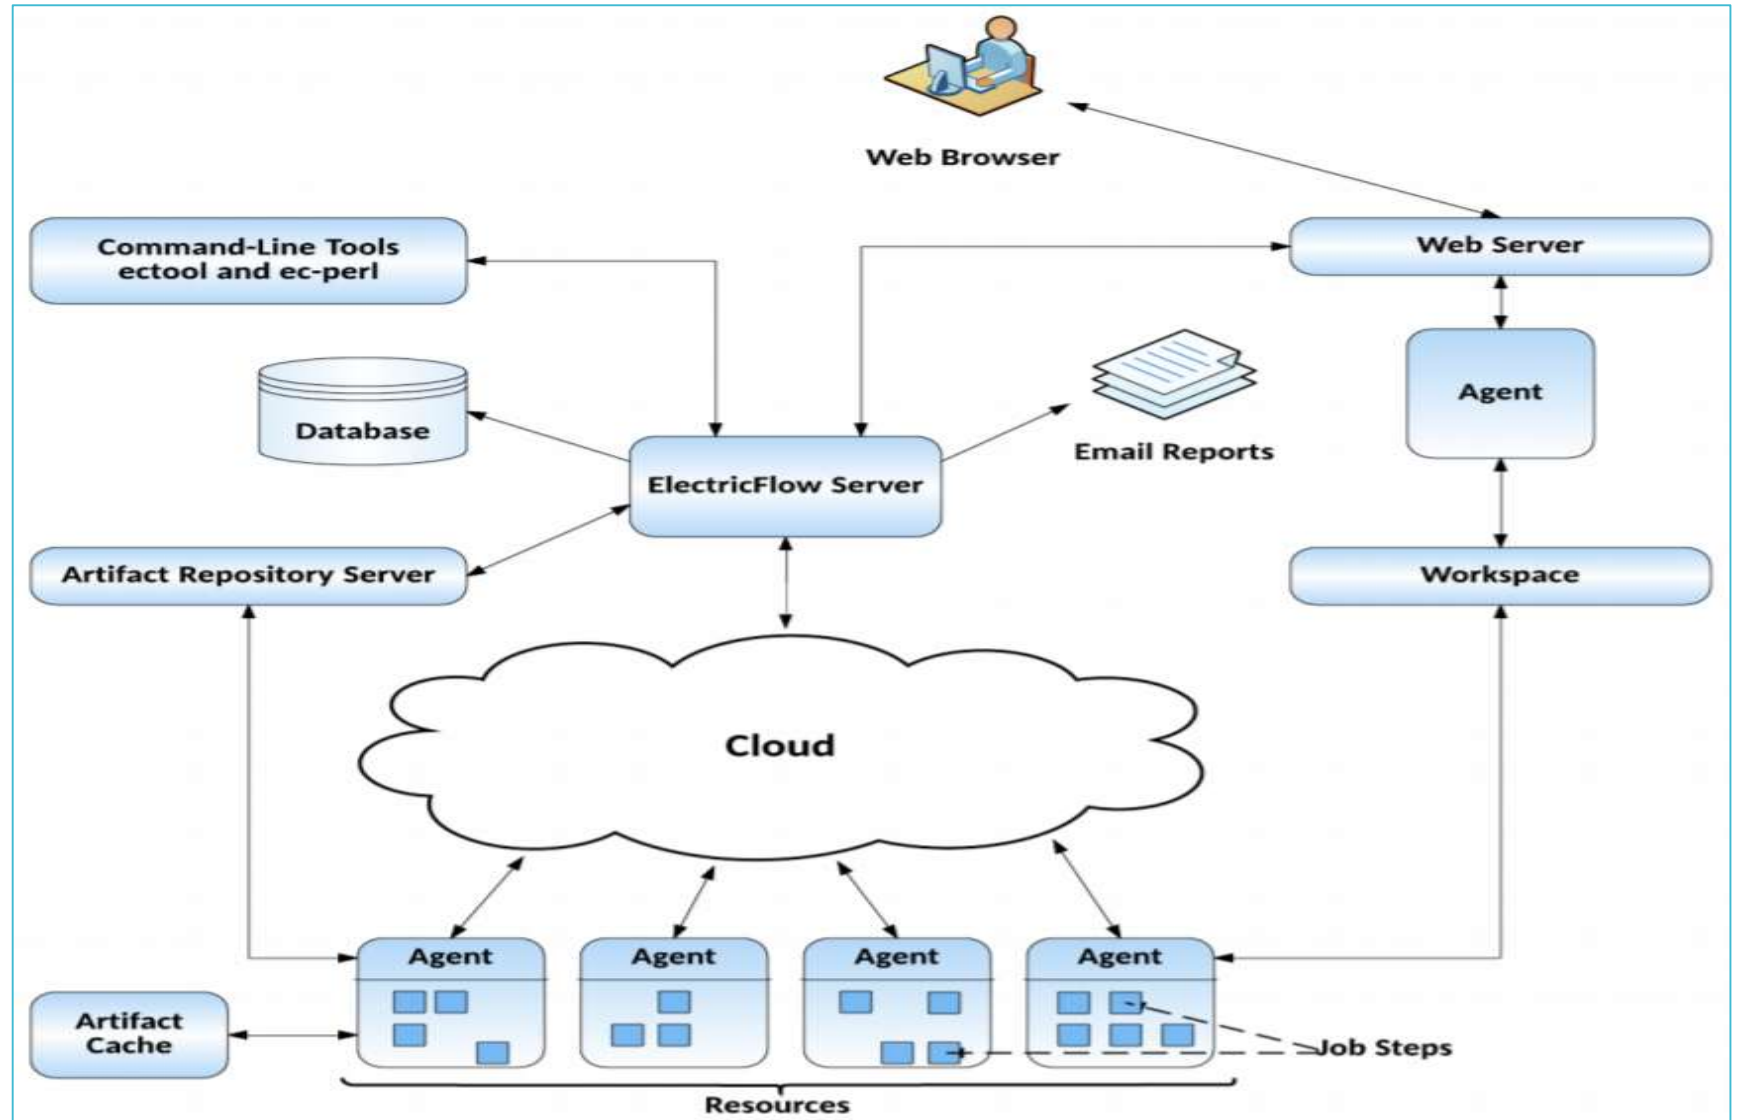 Web Browser
Command-Line Tools
ectool and ec-perl
Web Server
Database
Email Reports
Agent
ElectricFlow Server
Artifact Repository Server
Workspace
Cloud
Agent
Agent
Agent
Agent
Artifact
Cache
Job Steps
Resources